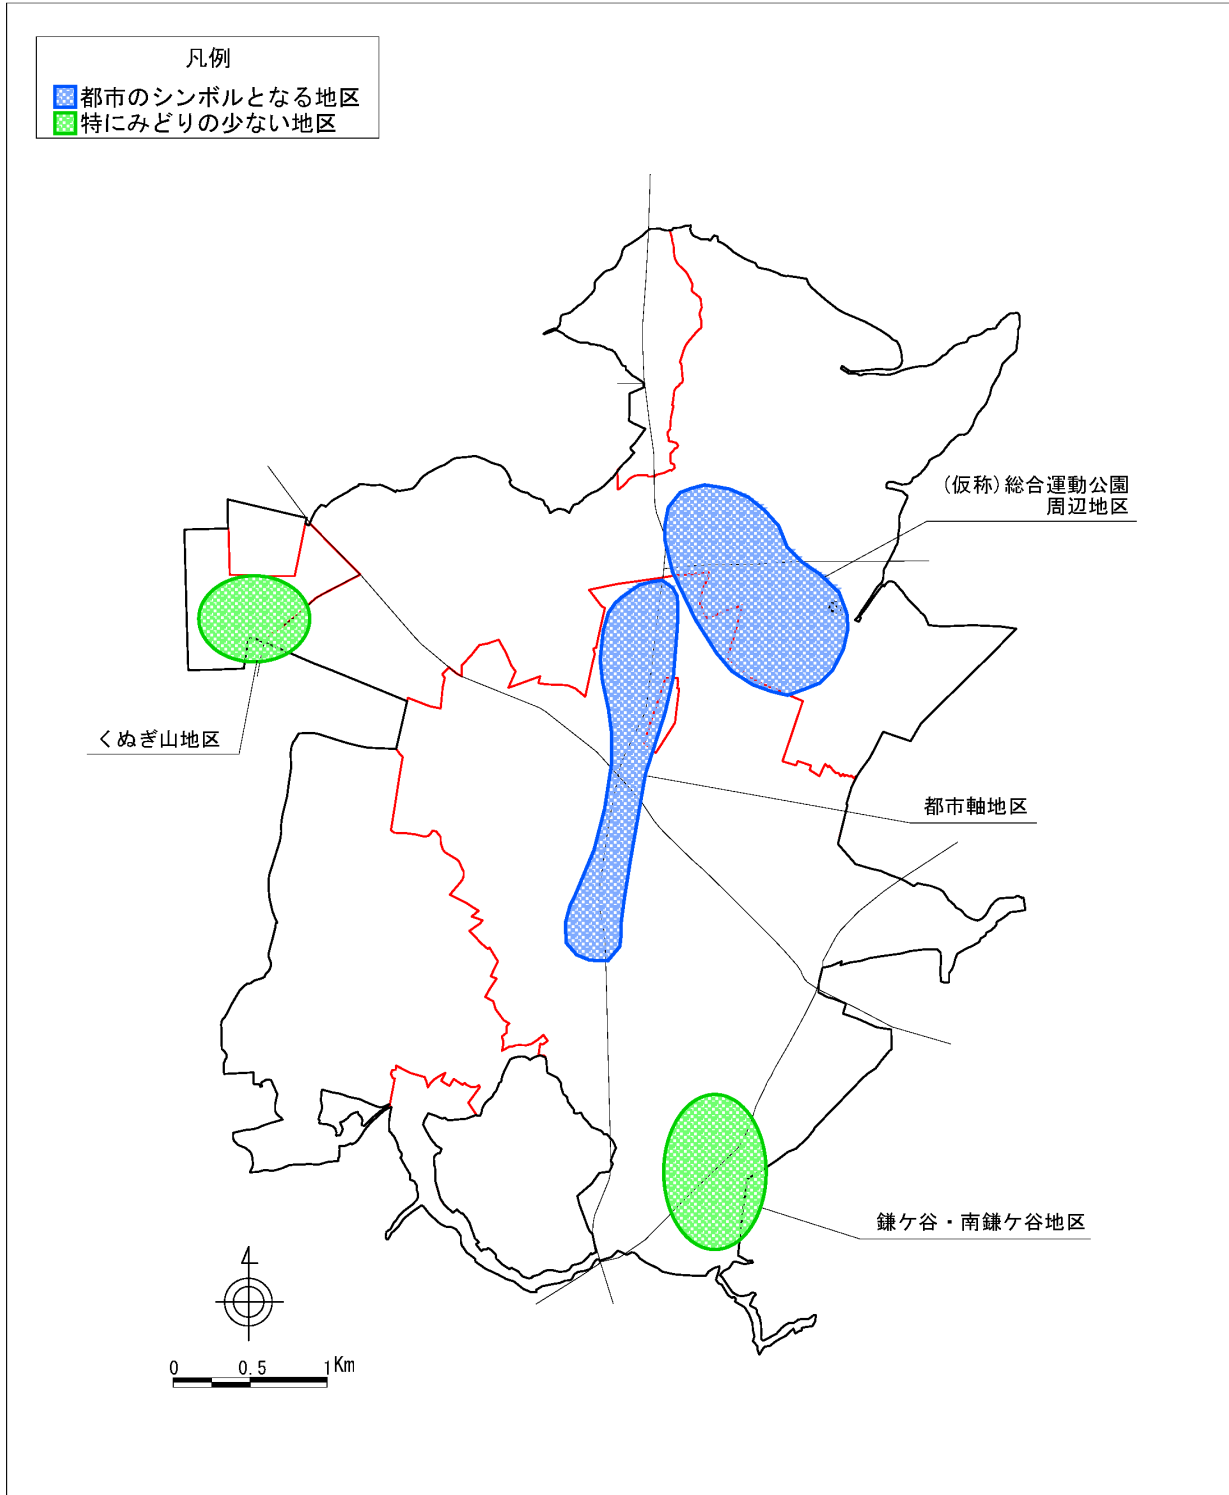 凡例
都市のシンボルとなる地区
特にみどりの少ない地区
(仮称)総合運動公園
周辺地区
くぬぎ山地区
都市軸地区
鎌ケ谷・南鎌ケ谷地区
4
0 0.5 1Km